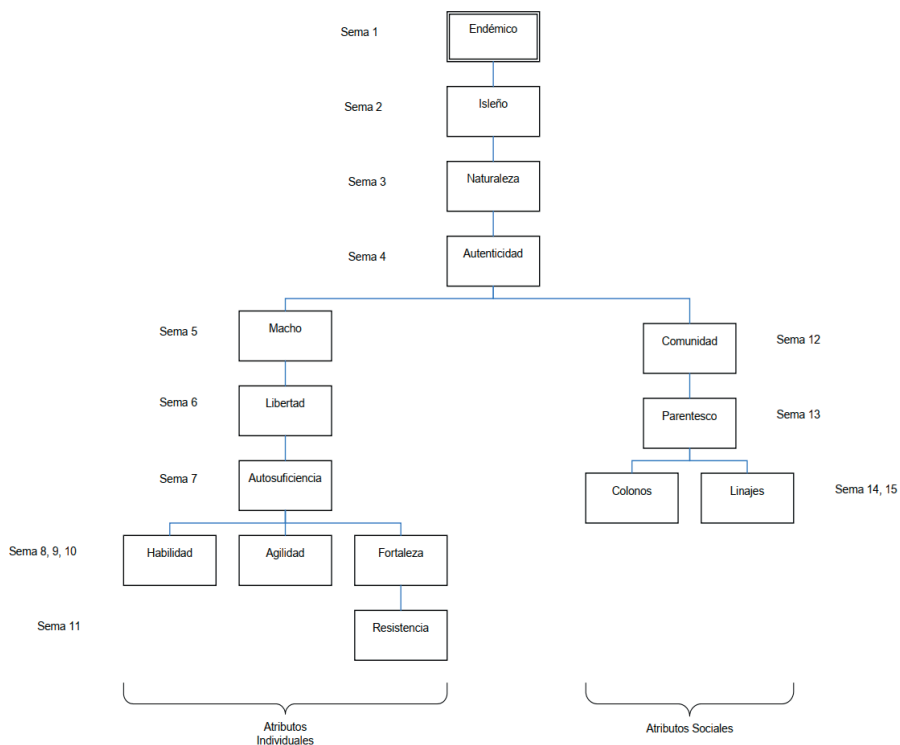 Sema 1
Endémico
Sema 2
Isleño
Sema 3
Naturaleza
Sema 4
Autenticidad
Sema 5
Macho
Comunidad
Sema 12
Sema 6
Libertad
Parentesco
Sema 13
Sema 7
Autosuficiencia
Colonos
Linajes
Sema 14, 15
Sema 8, 9, 10
Habilidad
Agilidad
Fortaleza
Sema 11
Resistencia
Atributos
Individuales
Atributos Sociales